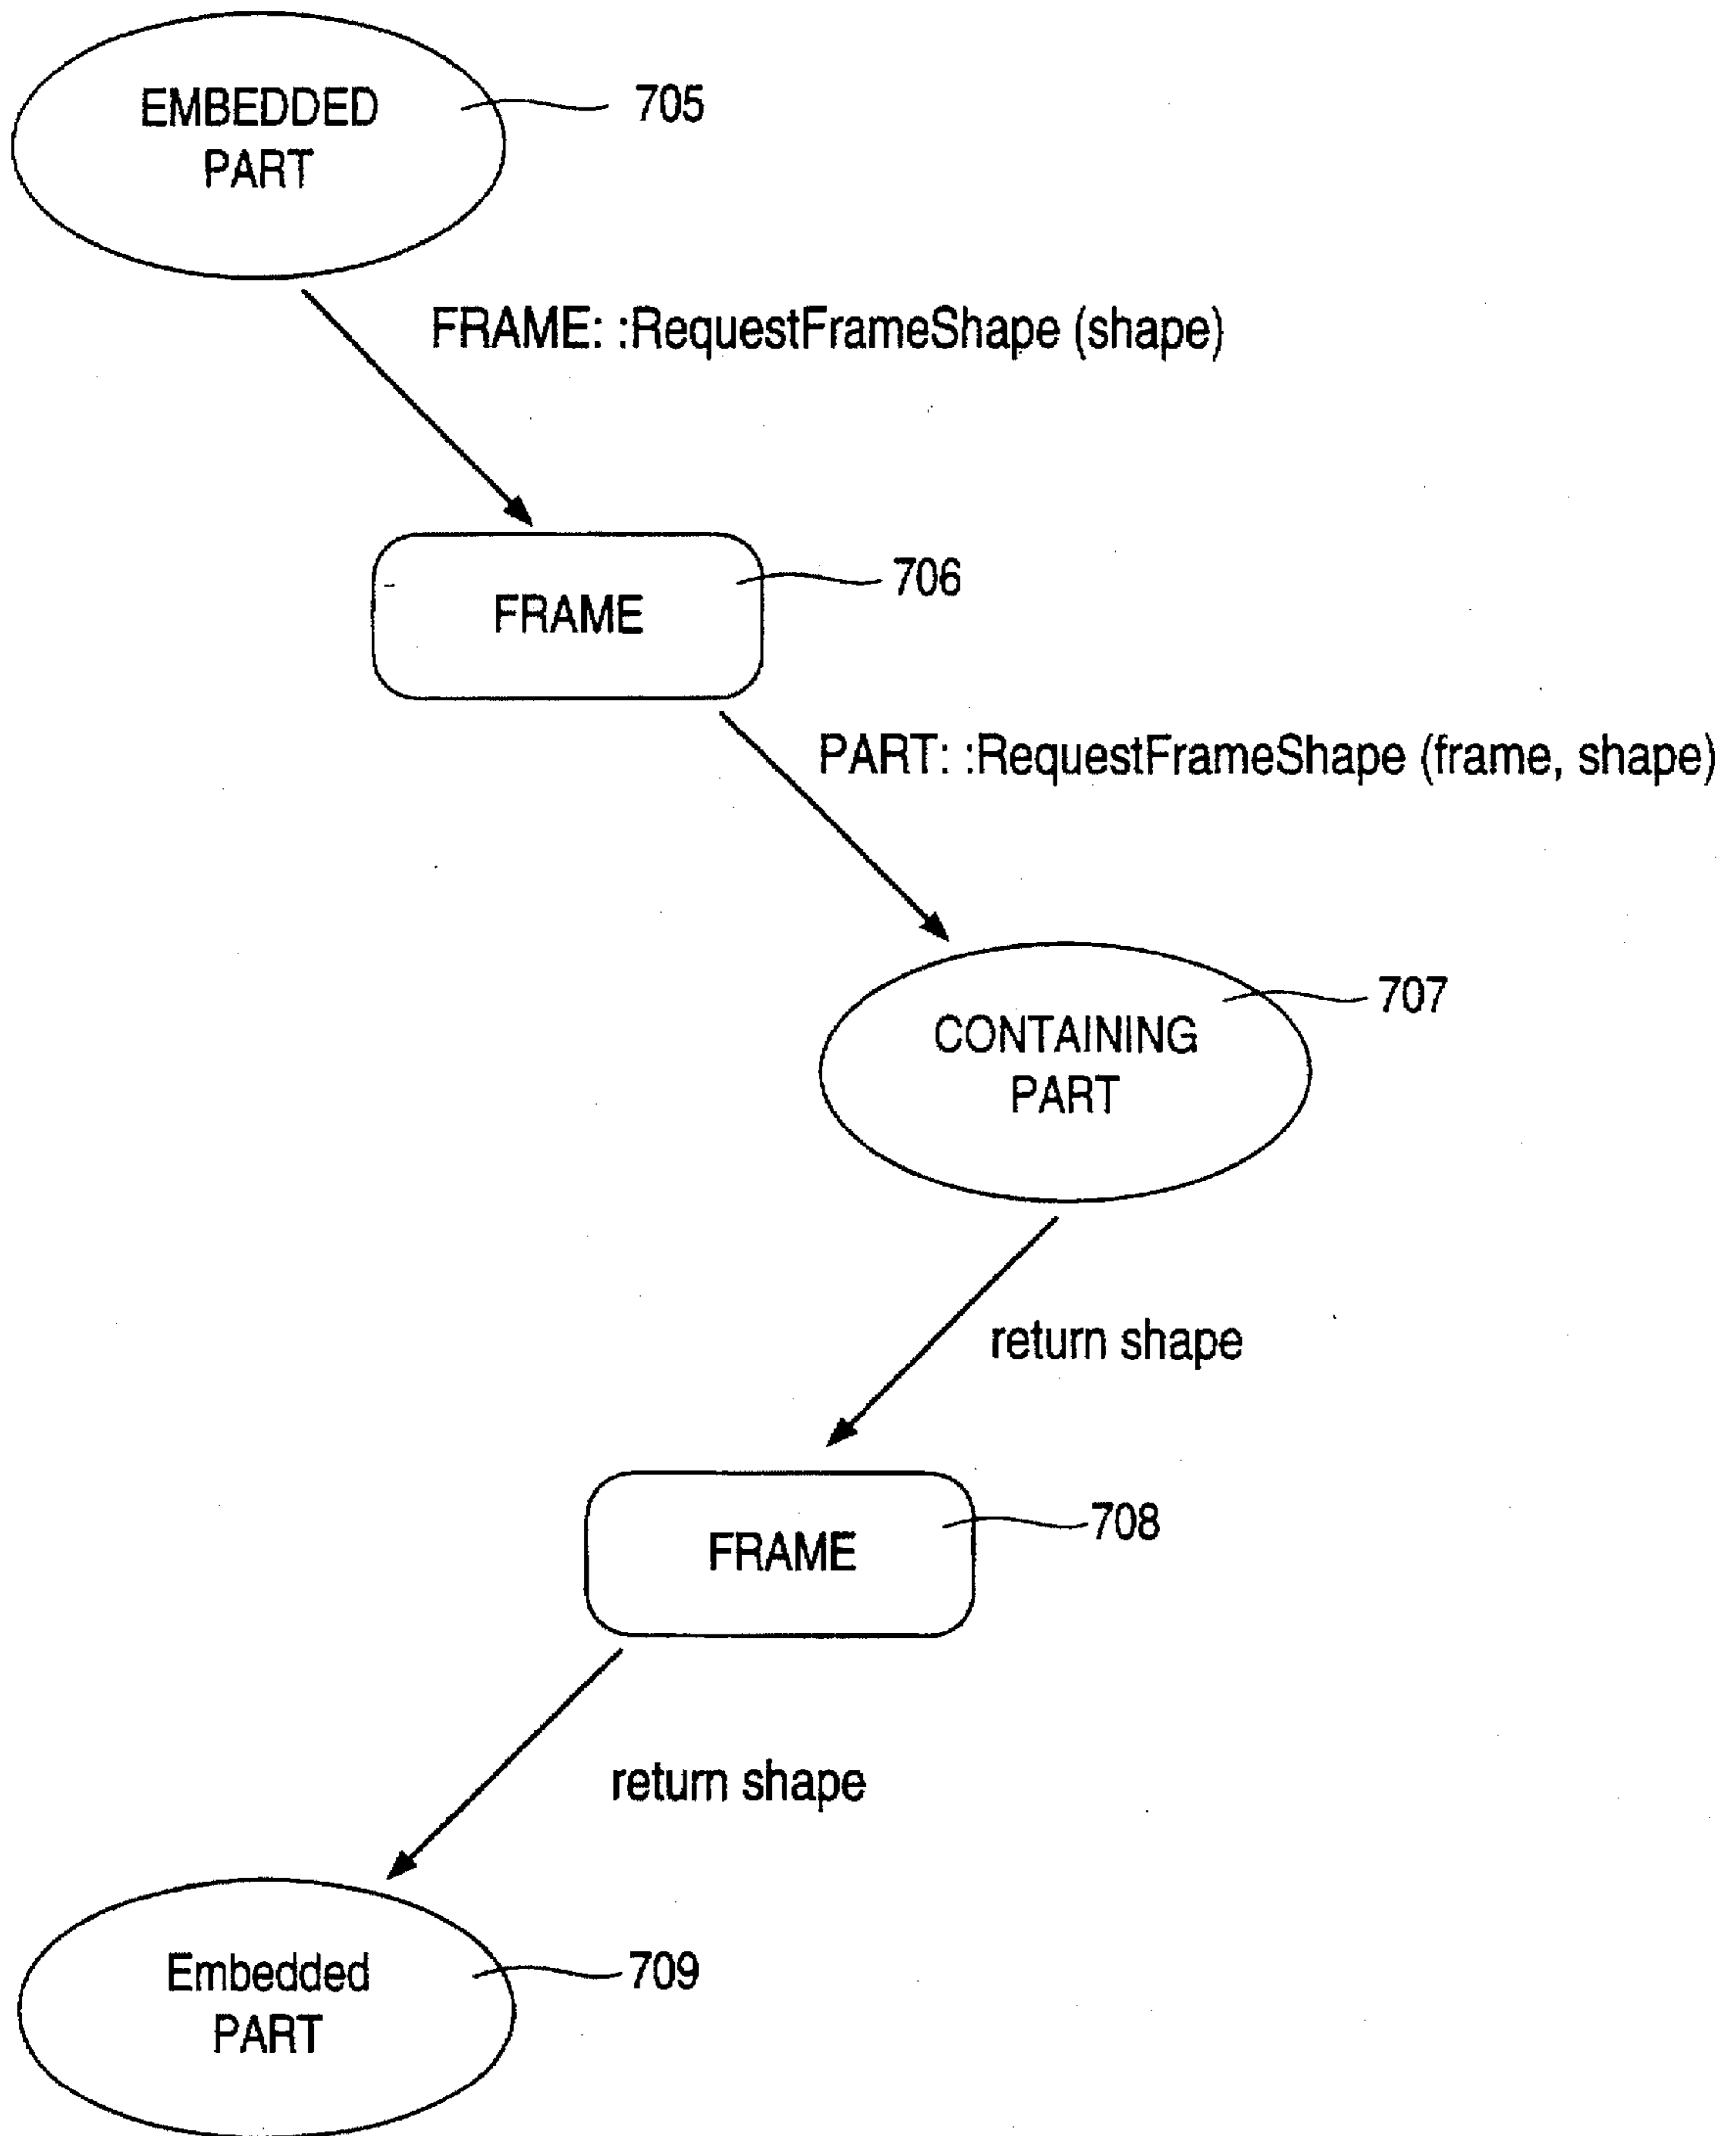 EMBEDDED
PART
705
FRAME: :RequestFrameShape (shape)
706
FRAME
PART: :RequestFrameShape (frame, shape)
707
CONTAINING
PART
return shape
708
FRAME
return shape
Embedded
PART
709